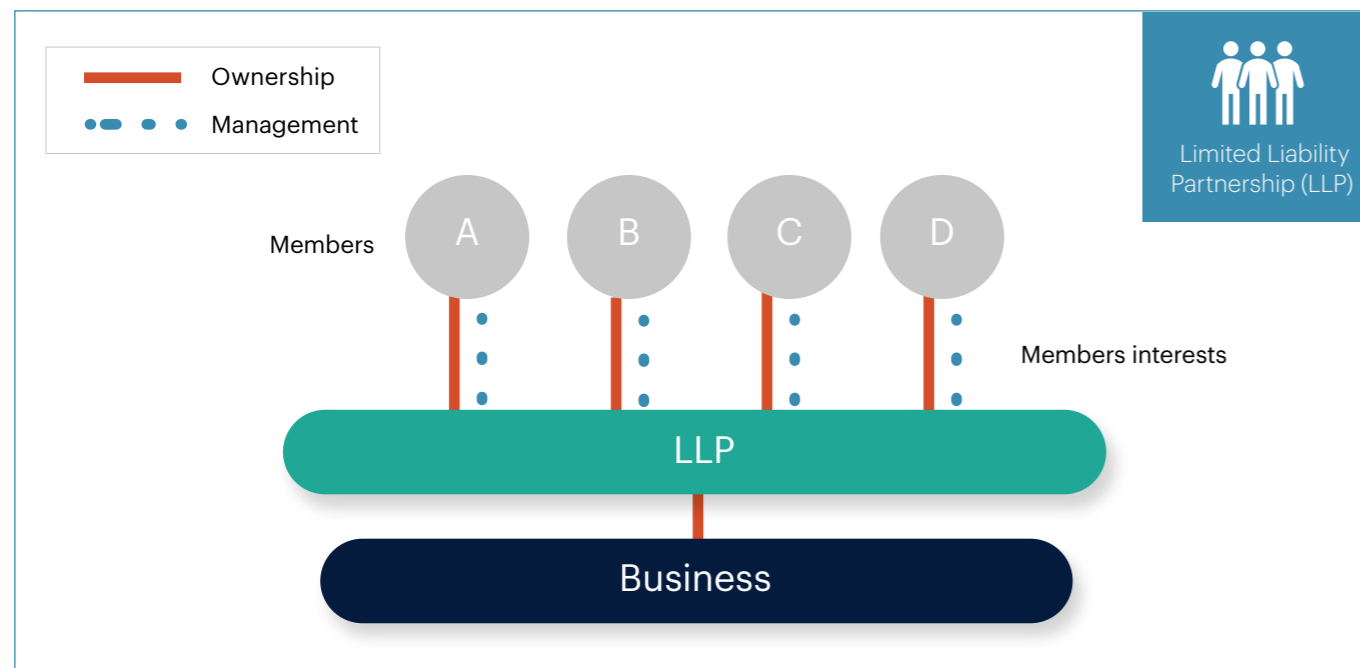 Ownership
Management
Limited Liability
Partnership (LLP)
Members
A
B
C
D
Members interests
LLP
Business